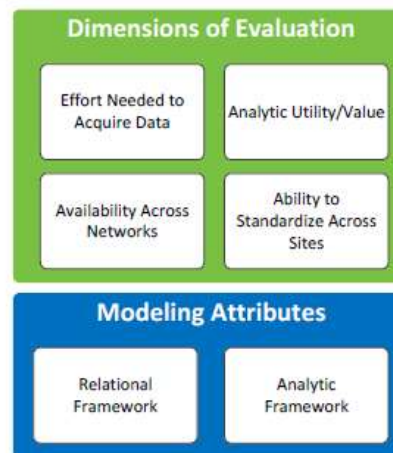 Dimensions of Evaluation
Effort Needed to
Acquire Data
Analytic Utility/Value
Availability Across
Networks
Ability to
Standardize Across
Sites
Modeling Attributes
Relational
Framework
Analytic
Framework